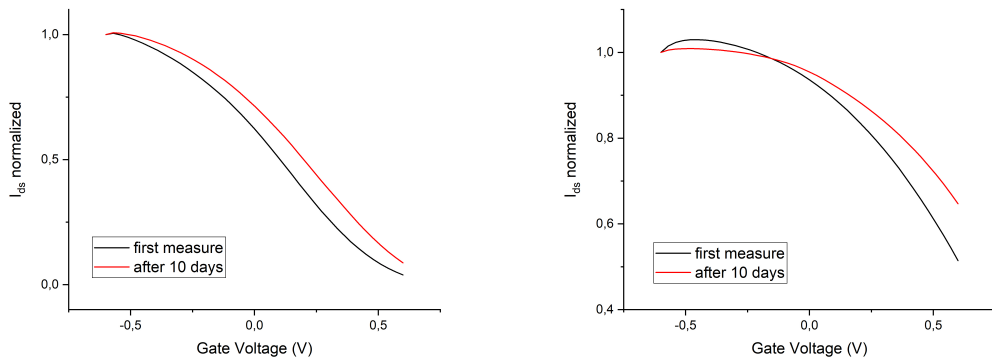 1,0
0,5
0,0
-0,5
0,0
0,5
I_ds normalized
Gate Voltage (V)
first measure
after 10 days
1,0
0,8
0,6
0,4
-0,5
0,0
0,5
I_ds normalized
Gate Voltage (V)
first measure
after 10 days